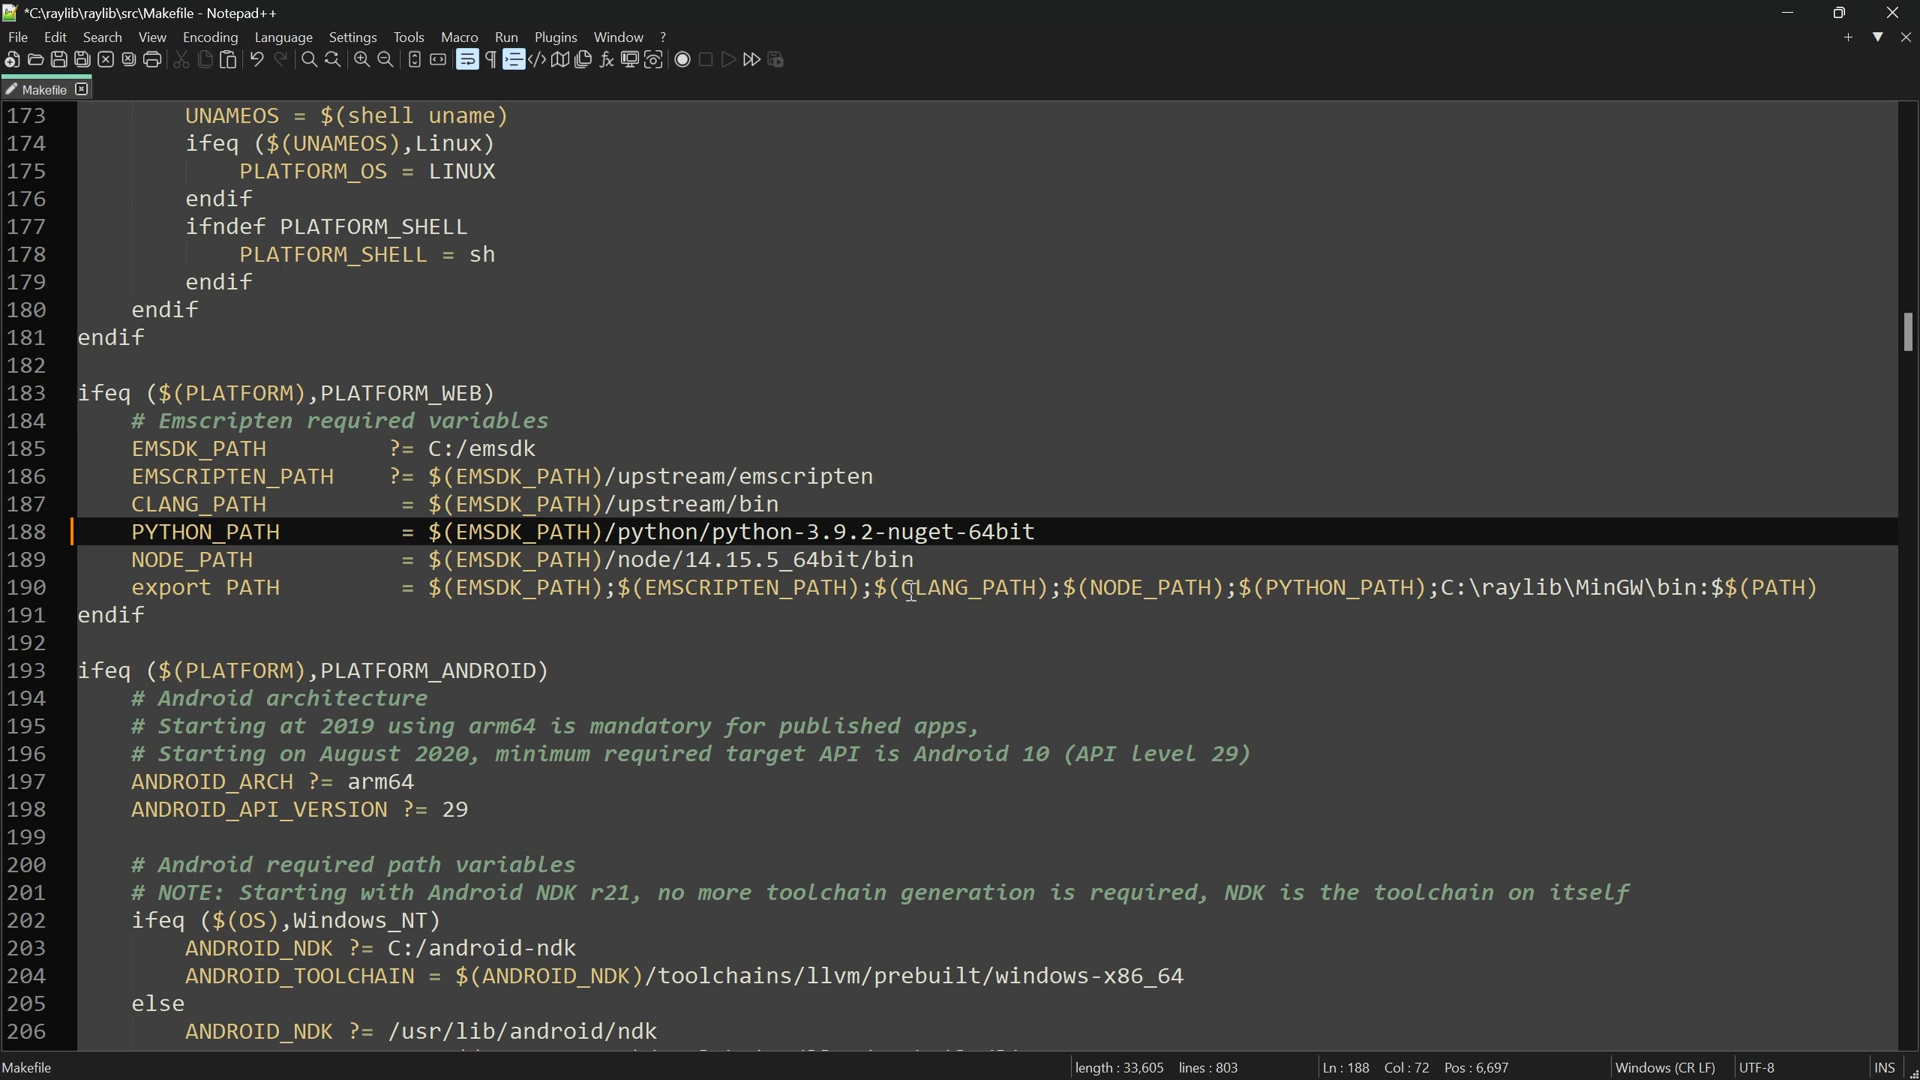 *C:\raylib\raylib\src\Makefile - Notepad++
File Edit Search View Encoding Language Settings Tools Macro Run Plugins Window ?
Makefile
173 UNAMEOS = $(shell uname)
174 ifeq ($(UNAMEOS),Linux)
175 PLATFORM_OS = LINUX
176 endif
177 ifndef PLATFORM_SHELL
178 PLATFORM_SHELL = sh
179 endif
180 endif
181 endif
182
183 ifeq ($(PLATFORM),PLATFORM_WEB)
184 # Emscripten required variables
185 EMSDK_PATH ?= C:/emsdk
186 EMSCRIPTEN_PATH ?= $(EMSDK_PATH)/upstream/emscripten
187 CLANG_PATH = $(EMSDK_PATH)/upstream/bin
188 PYTHON_PATH = $(EMSDK_PATH)/python/python-3.9.2-nuget-64bit
189 NODE_PATH = $(EMSDK_PATH)/node/14.15.5_64bit/bin
190 export PATH = $(EMSDK_PATH);$(EMSCRIPTEN_PATH);$(CLANG_PATH);$(NODE_PATH);$(PYTHON_PATH);C:\raylib\MinGW\bin:$$(PATH)
191 endif
192
193 ifeq ($(PLATFORM),PLATFORM_ANDROID)
194 # Android architecture
195 # Starting at 2019 using arm64 is mandatory for published apps,
196 # Starting on August 2020, minimum required target API is Android 10 (API level 29)
197 ANDROID_ARCH ?= arm64
198 ANDROID_API_VERSION ?= 29
199
200 # Android required path variables
201 # NOTE: Starting with Android NDK r21, no more toolchain generation is required, NDK is the toolchain on itself
202 ifeq ($(OS),Windows_NT)
203 ANDROID_NDK ?= C:/android-ndk
204 ANDROID_TOOLCHAIN = $(ANDROID_NDK)/toolchains/llvm/prebuilt/windows-x86_64
205 else
206 ANDROID_NDK ?= /usr/lib/android/ndk
Makefile length : 33,605 lines : 803 Ln : 188 Col : 72 Pos : 6,697 Windows (CR LF) UTF-8 INS